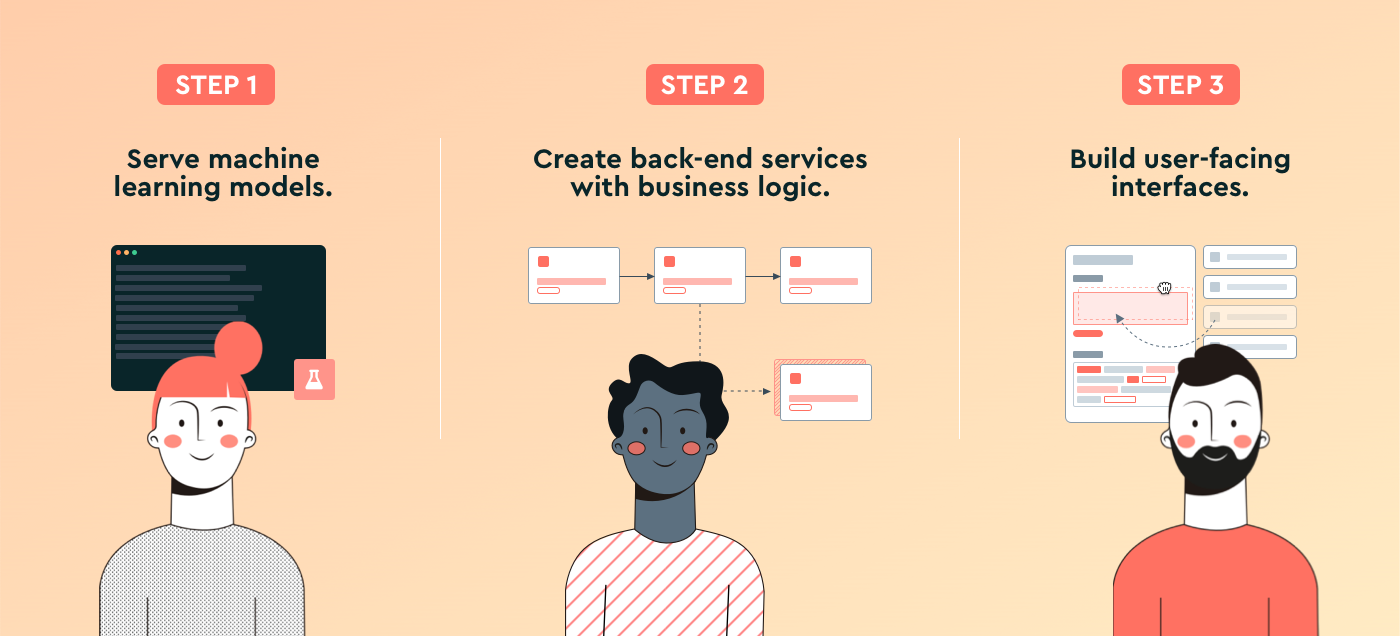 STEP 1
Serve machine
learning models.
STEP 2
Create back-end services
with business logic.
STEP 3
Build user-facing
interfaces.